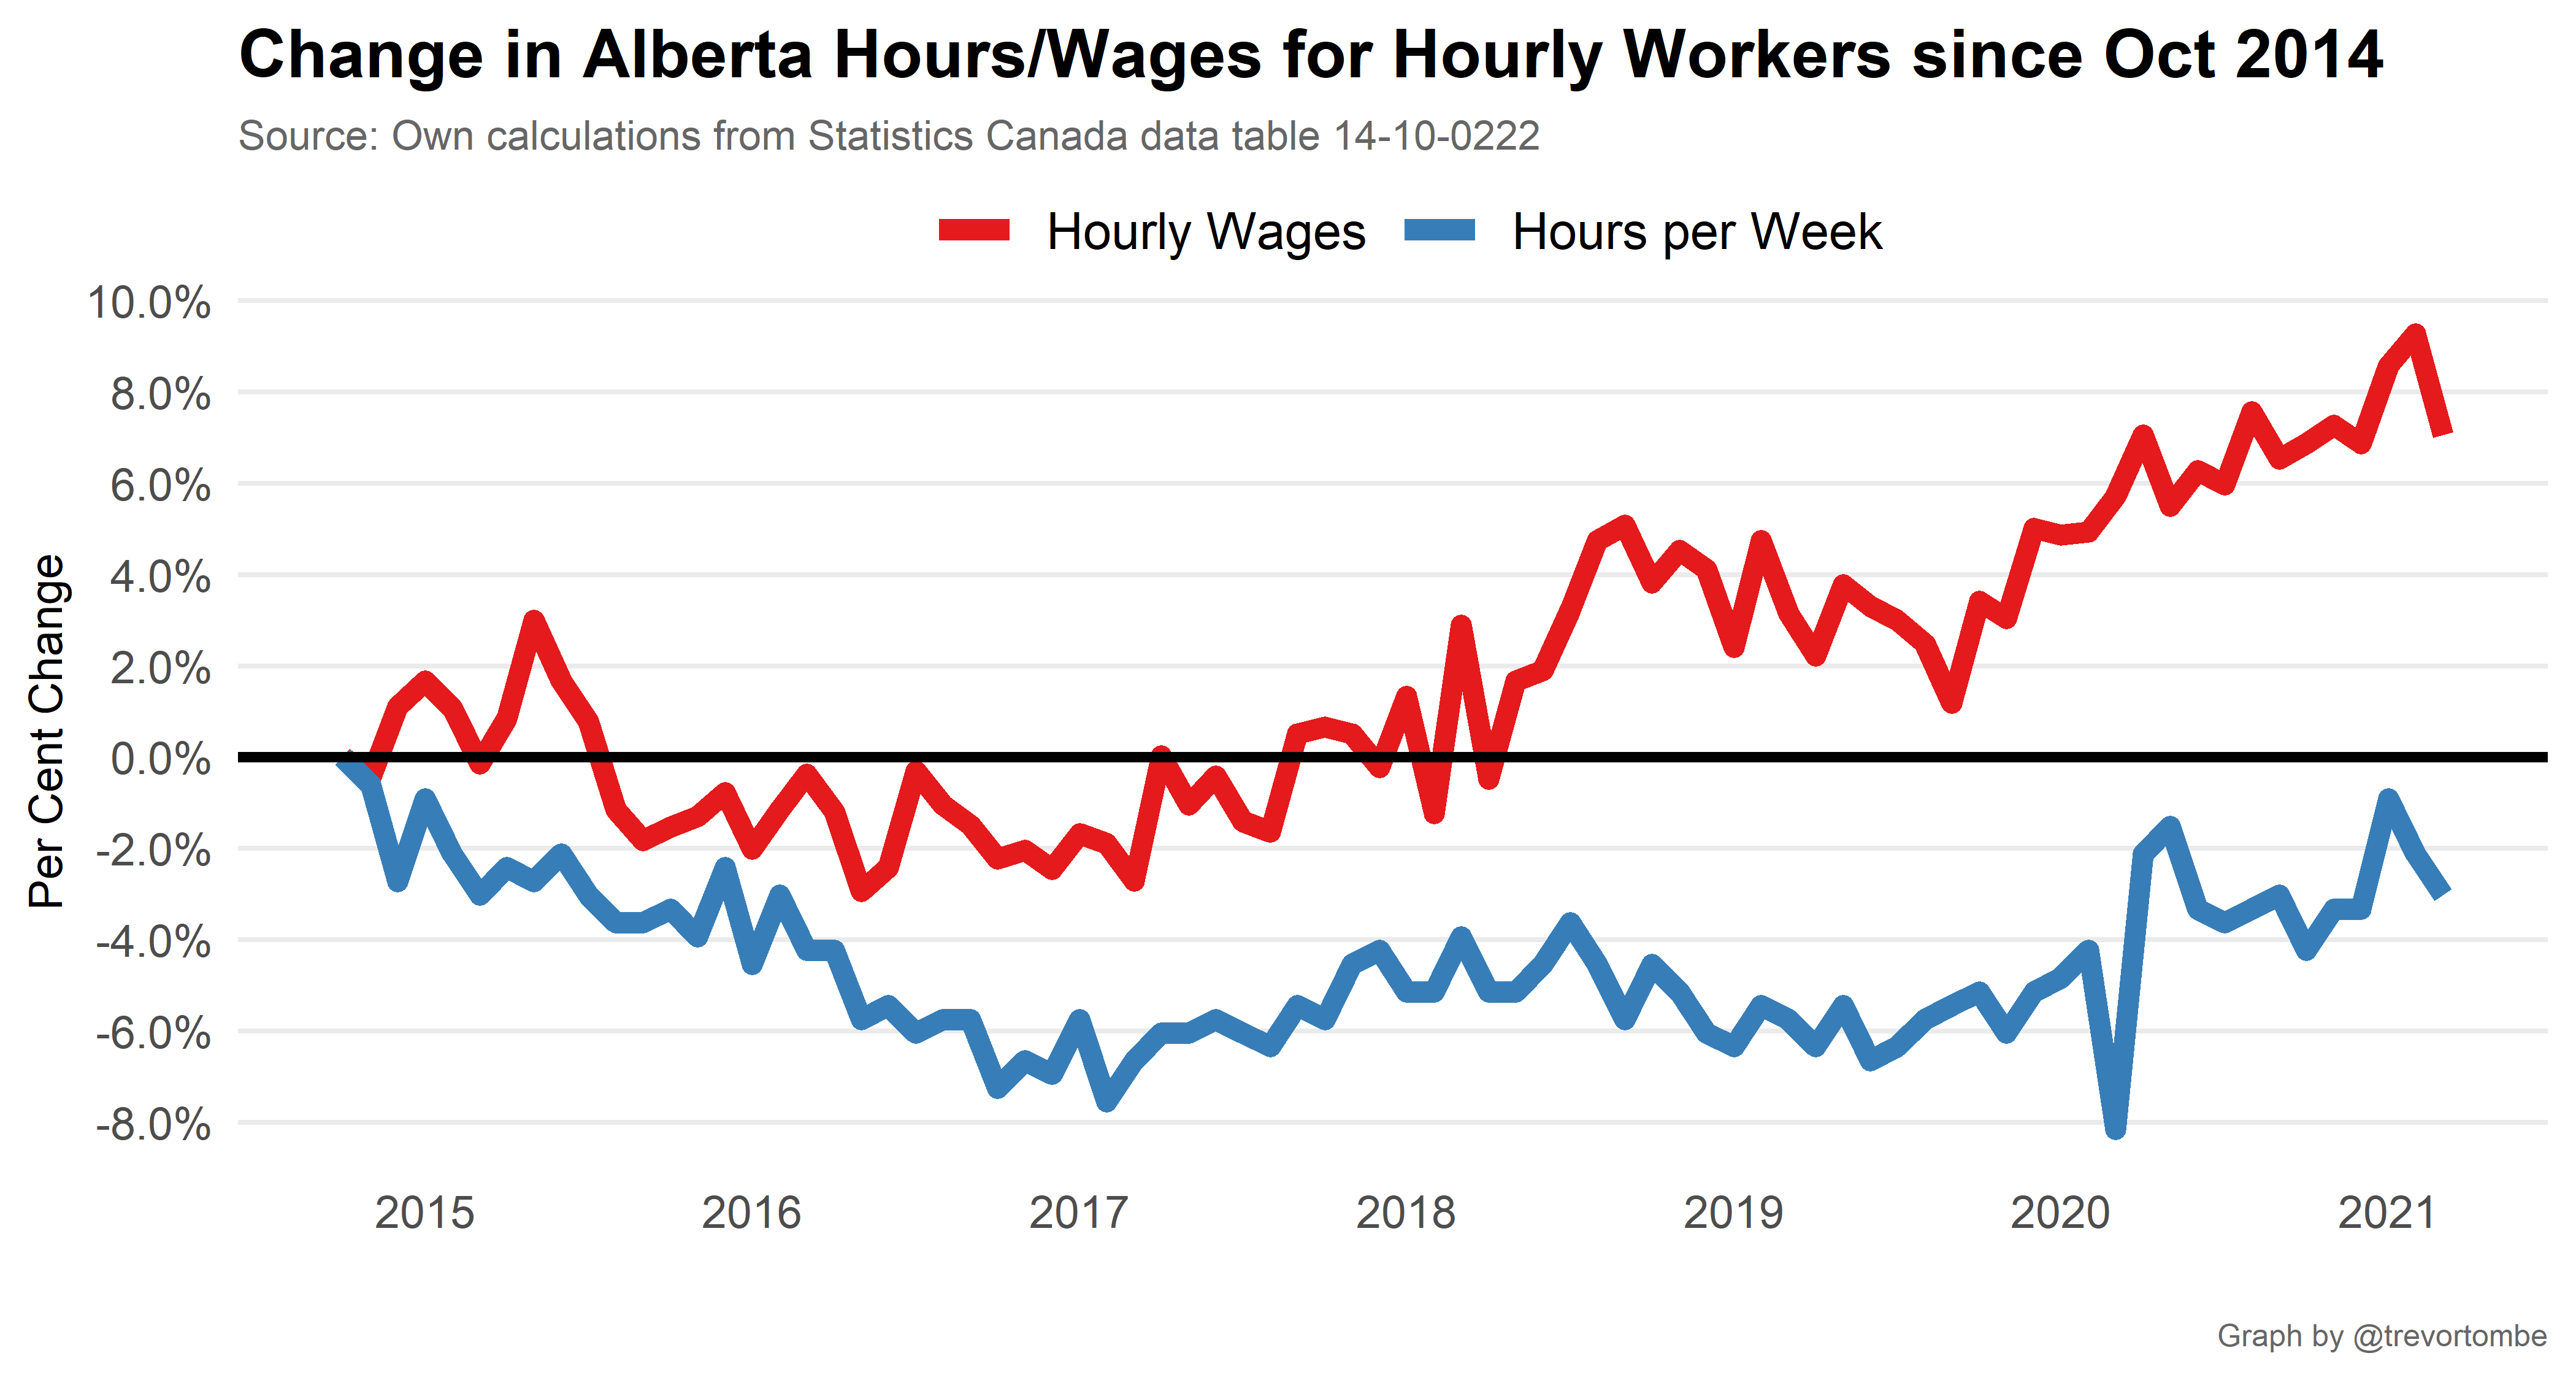 Change in Alberta Hours/Wages for Hourly Workers since Oct 2014
Source: Own calculations from Statistics Canada data table 14-10-0222
Hourly Wages Hours per Week
Per Cent Change
10.0%
8.0%
6.0%
4.0%
2.0%
0.0%
-2.0%
-4.0%
-6.0%
-8.0%
2015 2016 2017 2018 2019 2020 2021
Graph by @trevortombe